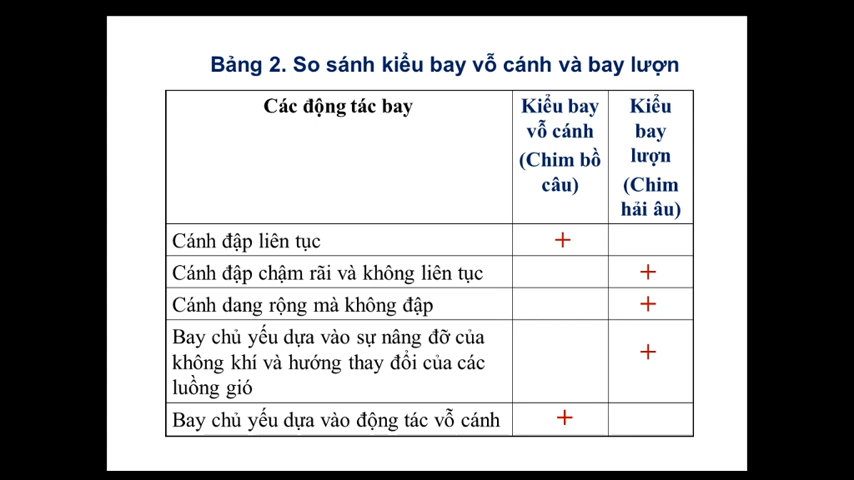 Bảng 2. So sánh kiểu bay vỗ cánh và bay lượn
Các động tác bay
Kiểu bay
vỗ cánh
(Chim bồ
câu)
Kiểu
bay
lượn
(Chim
hải âu)
Cánh đập liên tục
+
Cánh đập chậm rãi và không liên tục
+
Cánh dang rộng mà không đập
+
Bay chủ yếu dựa vào sự nâng đỡ của
không khí và hướng thay đổi của các
luồng gió
+
Bay chủ yếu dựa vào động tác vỗ cánh
+